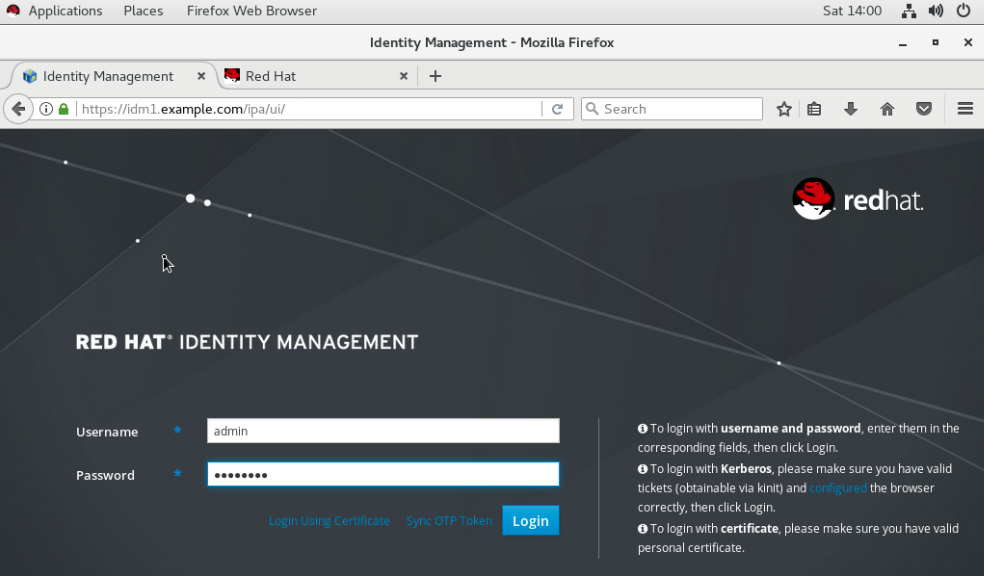 Applications Places Firefox Web Browser Sat 14:00
Identity Management - Mozilla Firefox
Identity Management × Red Hat × +
https://idm1.example.com/ipa/ui/ Search
redhat.
RED HAT® IDENTITY MANAGEMENT
Username * admin
Password * ••••••••
Login Using Certificate Sync OTP Token Login
To login with username and password, enter them in the
corresponding fields, then click Login.
To login with Kerberos, please make sure you have valid
tickets (obtainable via kinit) and configured the browser
correctly, then click Login.
To login with certificate, please make sure you have valid
personal certificate.